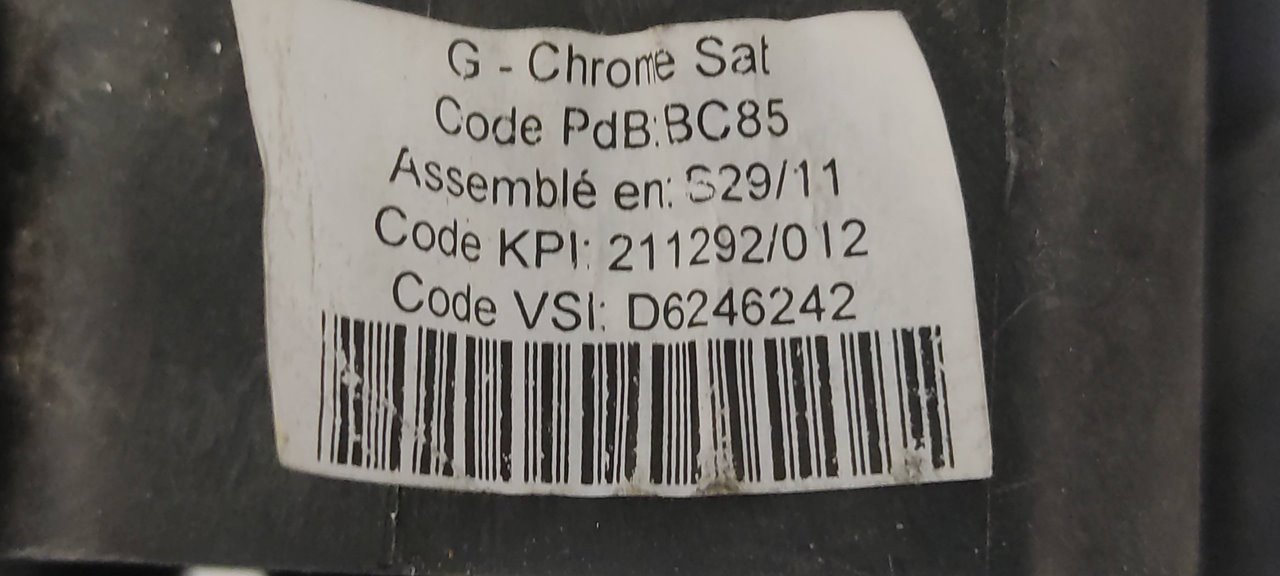 G - Chrome Sat
Code PdB:BC85
Assemblé en: S29/11
Code KPI: 211292/012
Code VSI: D6246242